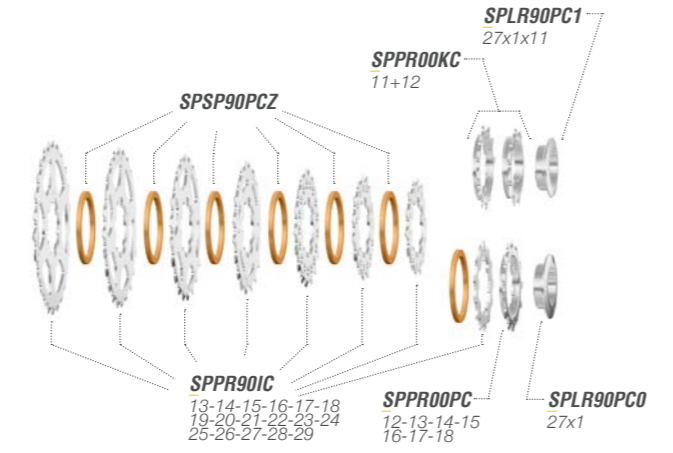 SPLR90PC1
27x1x11
SPPR00KC
11+12
SPSP90PCZ
SPPR90IC
13-14-15-16-17-18
19-20-21-22-23-24
25-26-27-28-29
SPPR00PC
12-13-14-15
16-17-18
SPLR90PC0
27x1